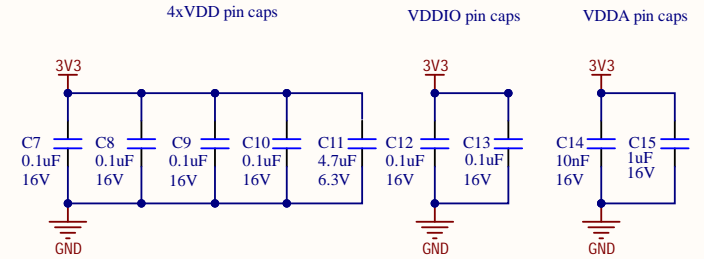 4xVDD pin caps
VDDIO pin caps
VDDA pin caps
3V3
3V3
3V3
C7
0.1uF
16V
C8
0.1uF
16V
C9
0.1uF
16V
C10
0.1uF
16V
C11
4.7uF
6.3V
C12
0.1uF
16V
C13
0.1uF
16V
C14
10nF
16V
C15
1uF
16V
GND
GND
GND